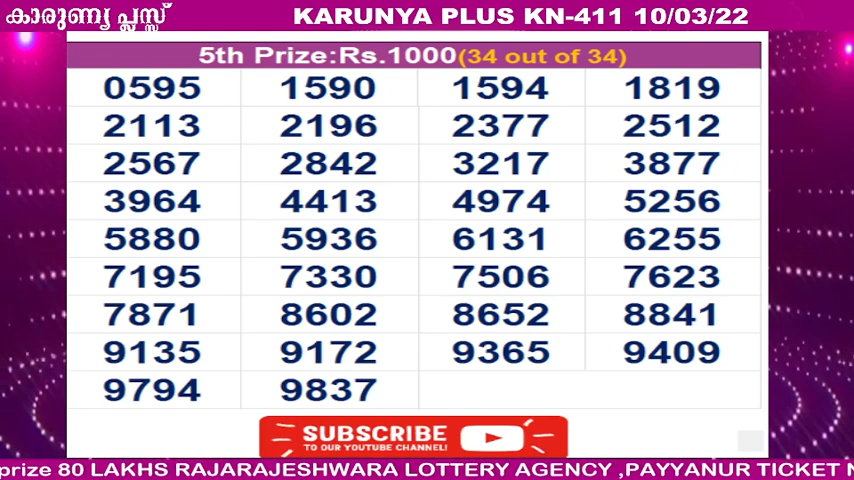 കാരുണ്യ പ്ലസ്സ് KARUNYA PLUS KN-411 10/03/22
5th Prize:Rs.1000(34 out of 34)
0595 1590 1594 1819
2113 2196 2377 2512
2567 2842 3217 3877
3964 4413 4974 5256
5880 5936 6131 6255
7195 7330 7506 7623
7871 8602 8652 8841
9135 9172 9365 9409
9794 9837
SUBSCRIBE
TO OUR YOUTUBE CHANNEL!
prize 80 LAKHS RAJARAJESHWARA LOTTERY AGENCY ,PAYYANUR TICKET N